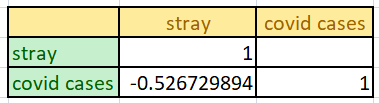 stray covid cases
stray 1
covid cases -0.526729894 1